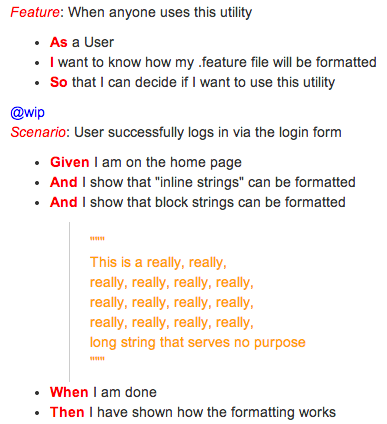 Feature: When anyone uses this utility
As a User
I want to know how my .feature file will be formatted
So that I can decide if I want to use this utility
@wip
Scenario: User successfully logs in via the login form
Given I am on the home page
And I show that "inline strings" can be formatted
And I show that block strings can be formatted
"""
This is a really, really,
really, really, really, really,
really, really, really, really,
really, really, really, really,
long string that serves no purpose
"""
When I am done
Then I have shown how the formatting works